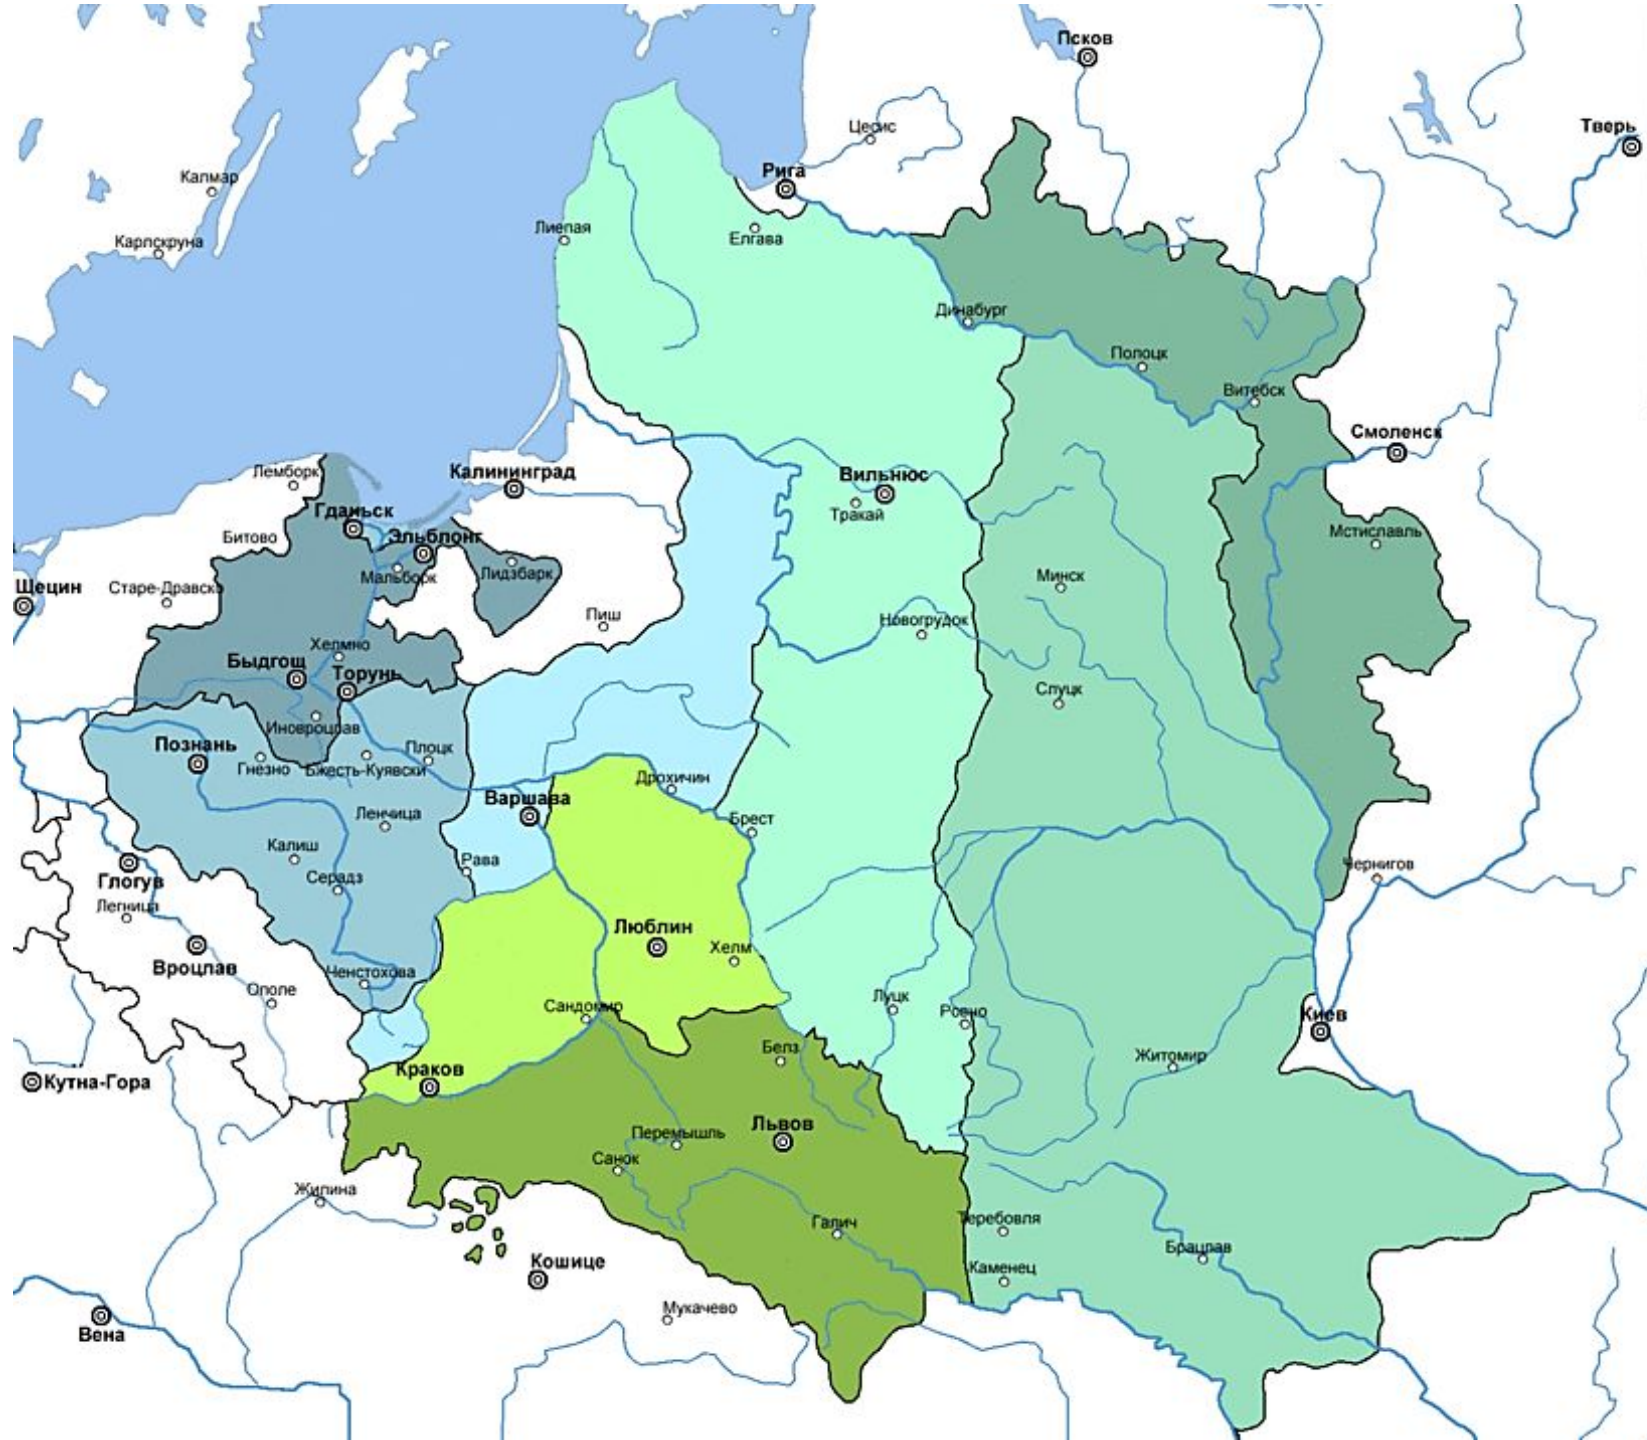 Псков
Тверь
Цесис
Рига
Калмар
Карлскруна
Лиепая
Елгава
Динабург
Полоцк
Витебск
Смоленск
Лемборк
Калининград
Вильнюс
Тракай
Гданьск
Битово
Эльблонг
Мстиславль
Щецин
Старе-Дравско
Мальборк
Лидзбарк
Минск
Пиш
Новогрудок
Хелмно
Быдгощ
Торунь
Слуцк
Иновроцлав
Познань
Гнезно
Бжесть-Куявски
Плоцк
Дрохичин
Варшава
Ленчица
Брест
Калиш
Рава
Чернигов
Глогув
Серадз
Легница
Люблин
Хелм
Вроцлав
Ченстохова
Ополе
Сандомир
Луцк
Ровно
Киев
Белз
Житомир
Краков
Кутна-Гора
Львов
Перемышль
Санок
Жилина
Галич
Теребовля
Брацлав
Кошице
Каменец
Мукачево
Вена